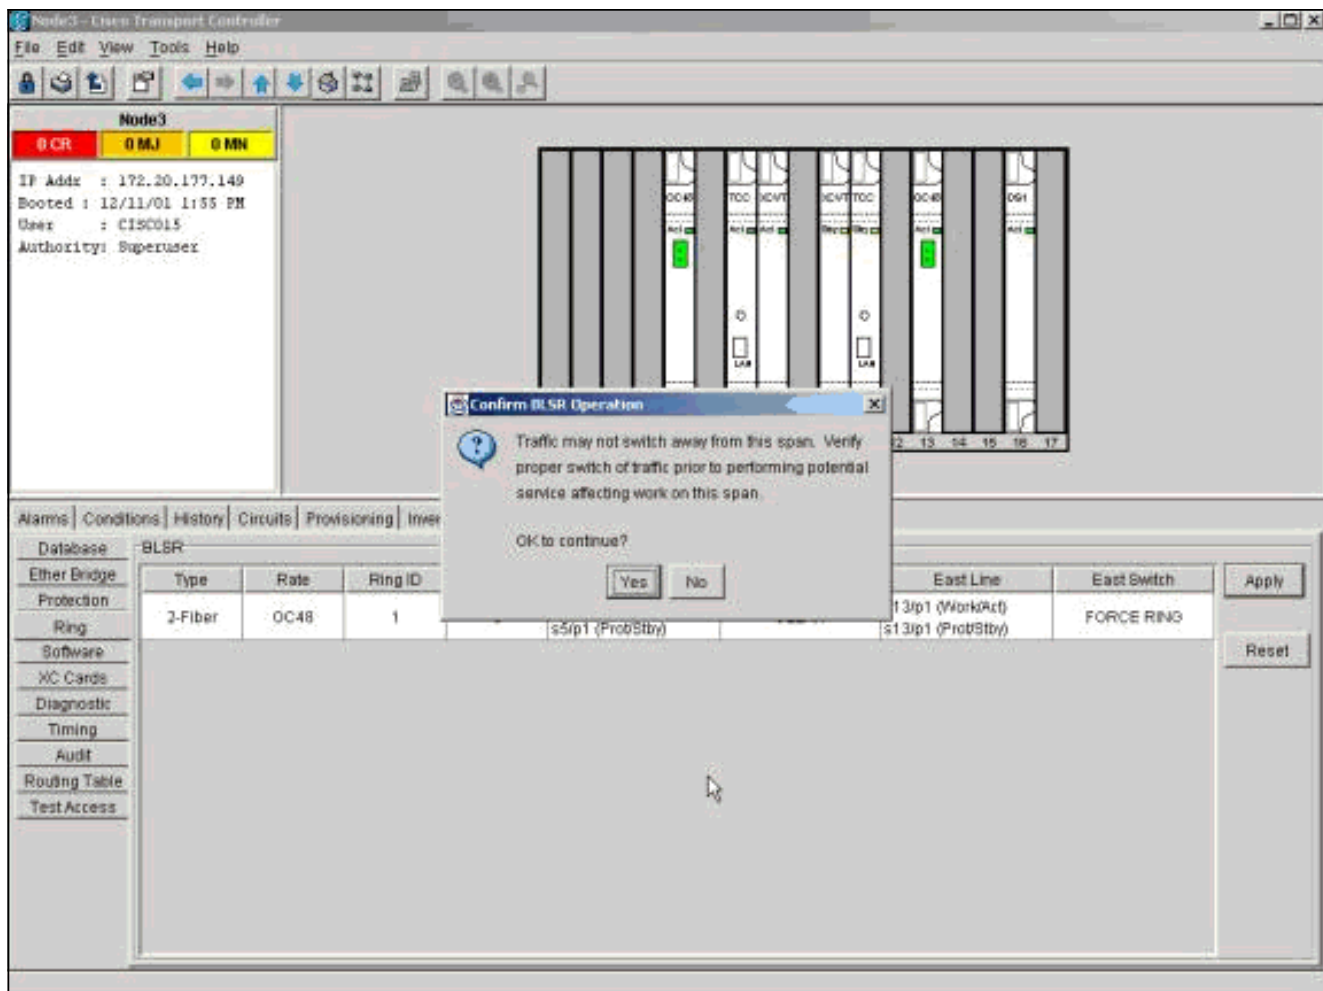 Node3 - Cisco Transport Controller
File Edit View Tools Help
Node3
0 CR 0 MJ 0 MN
IP Addr : 172.20.177.149
Booted : 12/11/01 1:55 PM
User : CISCO15
Authority: Superuser
OC48 TCC XCVT XCVT TCC OC48 DS1
Act Act Act Sby Sby Act Act
LAN LAN
12 13 14 15 16 17
Confirm BLSR Operation
Traffic may not switch away from this span. Verify
proper switch of traffic prior to performing potential
service affecting work on this span.
OK to continue?
Yes No
Alarms Conditions History Circuits Provisioning
Database
Ether Bridge
Protection
Ring
Software
XC Cards
Diagnostic
Timing
Audit
Routing Table
Test Access
BLSR
Type Rate Ring ID East Line East Switch
2-Fiber OC48 1 s5/p1 (Prot/Stby) 13/p1 (Work/Act) FORCE RING
s13/p1 (Prot/Stby)
Apply
Reset